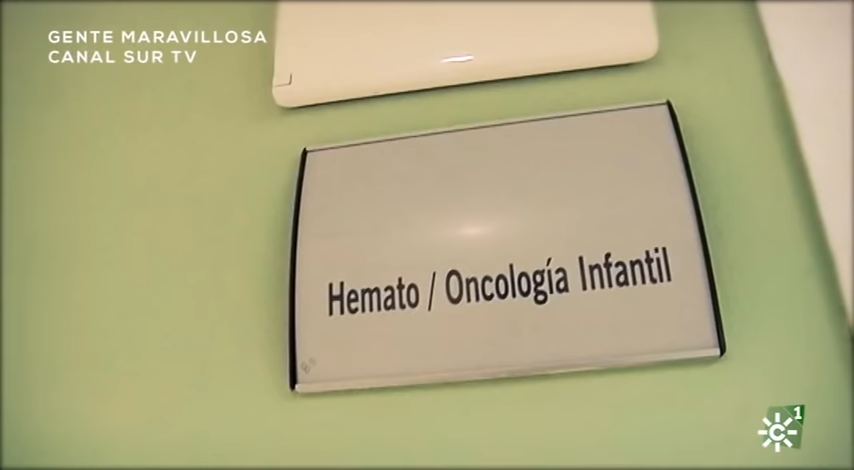 GENTE MARAVILLOSA
CANAL SUR TV
Hemato / Oncología Infantil
C 1